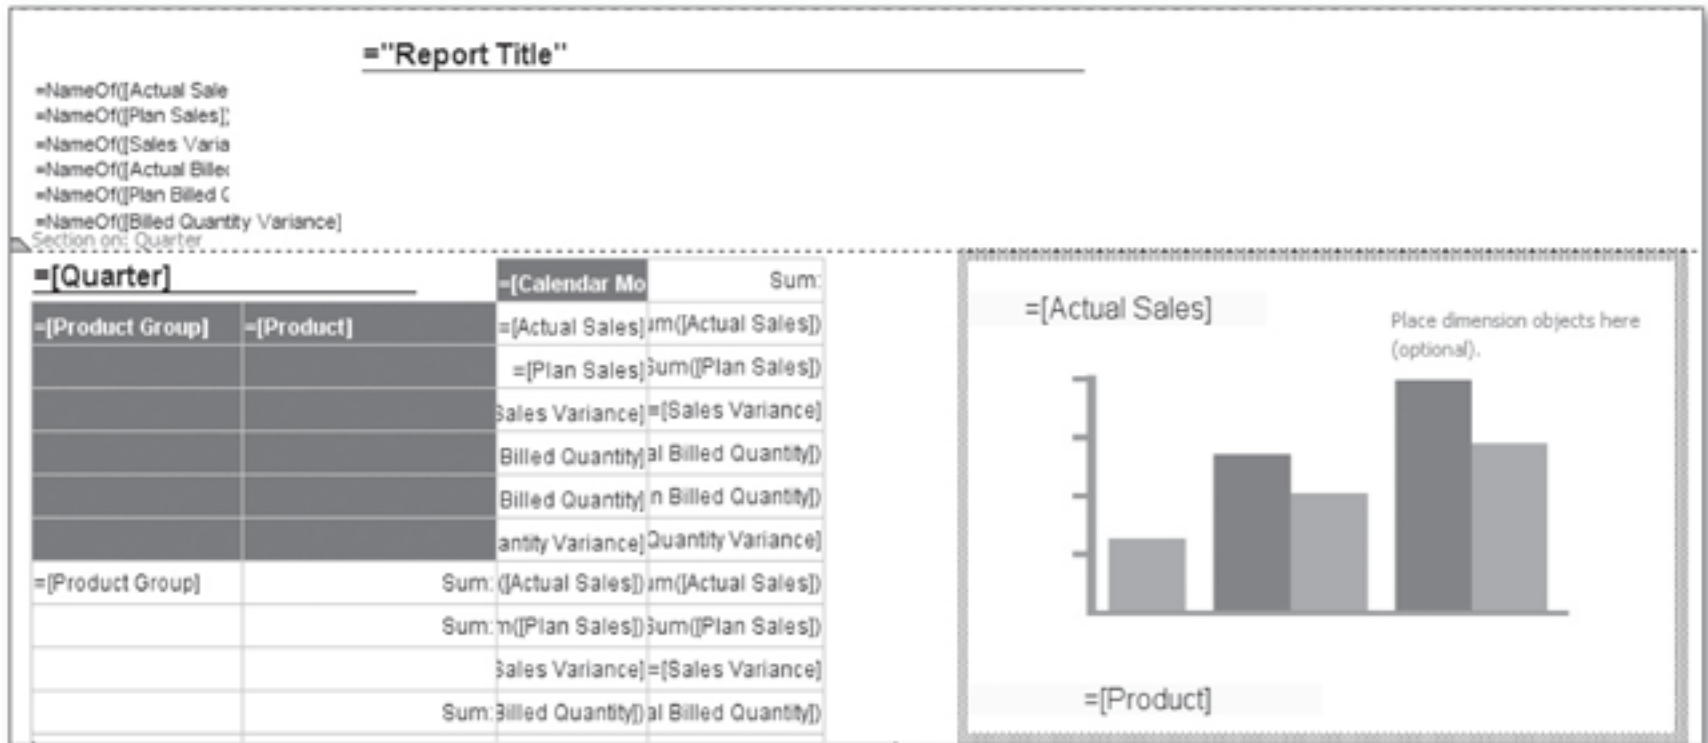 ="Report Title"
=NameOf([Actual Sale
=NameOf([Plan Sales])
=NameOf([Sales Varia
=NameOf([Actual Bille
=NameOf([Plan Billed Q
=NameOf([Billed Quantity Variance]
Section on: Quarter
=[Quarter]
=[Calendar Mo Sum:
=[Product Group] =[Product] =[Actual Sales] um([Actual Sales])
=[Plan Sales] Sum([Plan Sales])
Sales Variance] =[Sales Variance]
Billed Quantity] al Billed Quantity])
Billed Quantity] n Billed Quantity])
antity Variance] Quantity Variance]
=[Product Group] Sum: ([Actual Sales]) um([Actual Sales])
Sum: m([Plan Sales]) Sum([Plan Sales])
Sales Variance] =[Sales Variance]
Sum: Billed Quantity]) al Billed Quantity])
=[Actual Sales]
Place dimension objects here
(optional).
=[Product]